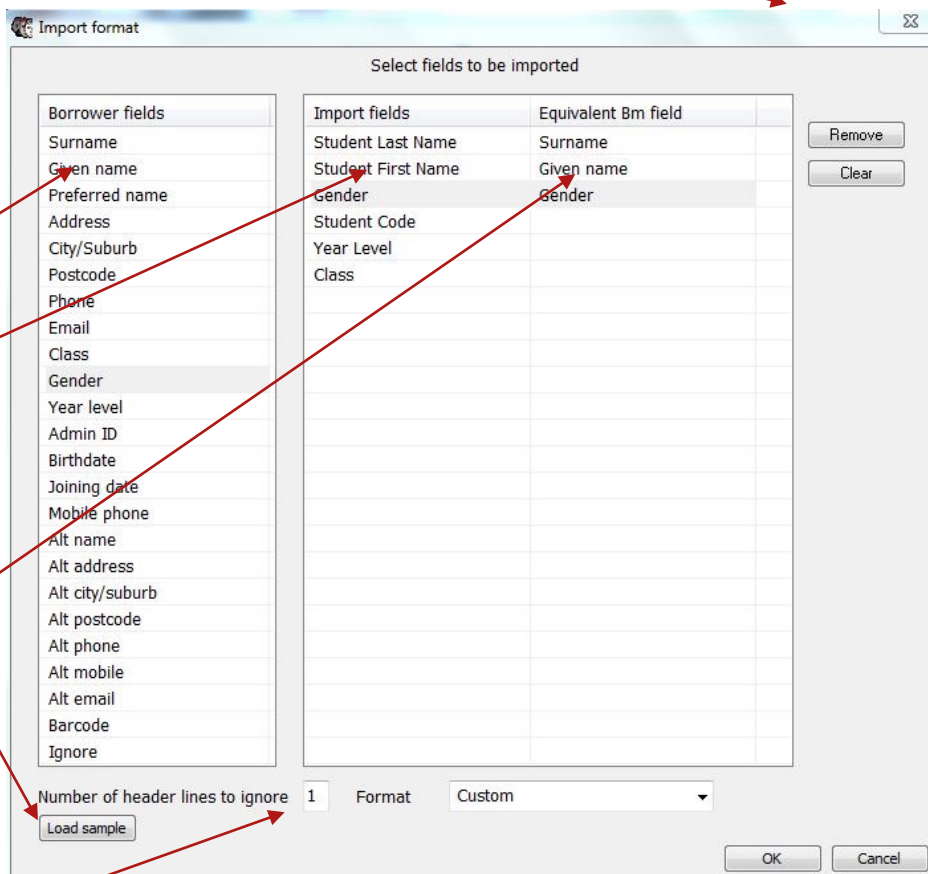 Import format
Select fields to be imported
Borrower fields
Surname
Given name
Preferred name
Address
City/Suburb
Postcode
Phone
Email
Class
Gender
Year level
Admin ID
Birthdate
Joining date
Mobile phone
Alt name
Alt address
Alt city/suburb
Alt postcode
Alt phone
Alt mobile
Alt email
Barcode
Ignore
Import fields Equivalent Bm field
Student Last Name Surname
Student First Name Given name
Gender Gender
Student Code
Year Level
Class
Remove
Clear
Number of header lines to ignore 1 Format Custom
Load sample
OK Cancel